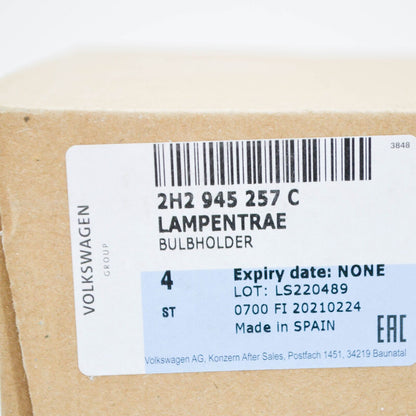 3848
2H2 945 257 C
LAMPENTRAE
BULBHOLDER
VOLKSWAGEN
GROUP
4
ST
Expiry date: NONE
LOT: LS220489
0700 FI 20210224
Made in SPAIN
EAC
Volkswagen AG, Konzern After Sales, Postfach 1451, 34219 Baunatal